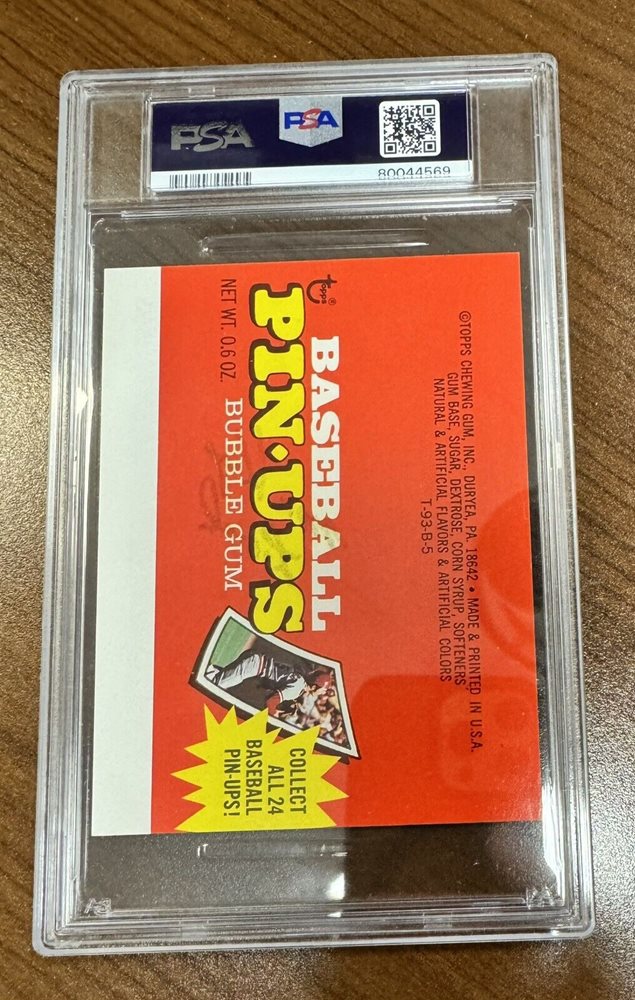 PSA
PSA
80044569
topps®
BASEBALL
PIN·UPS
NET WT. 0.6 OZ.
BUBBLE GUM
COLLECT
ALL 24
BASEBALL
PIN-UPS!
©TOPPS CHEWING GUM, INC., DURYEA, PA. 18642 • MADE & PRINTED IN U.S.A.
GUM BASE, SUGAR, DEXTROSE, CORN SYRUP, SOFTENERS,
NATURAL & ARTIFICIAL FLAVORS & ARTIFICIAL COLORS
T-93-B-5